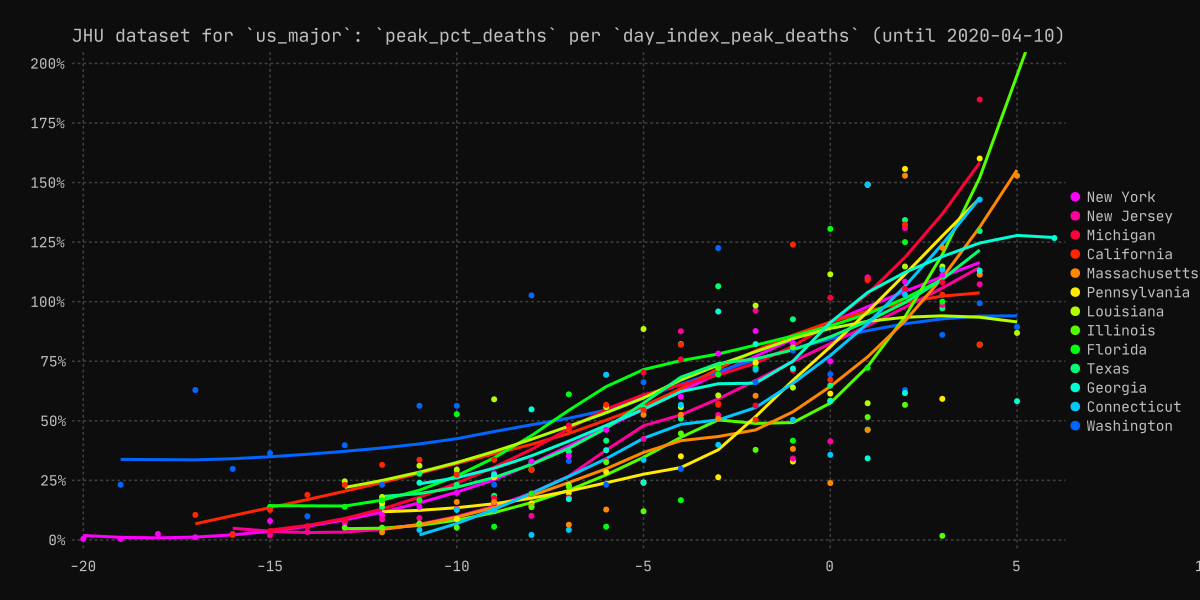 JHU dataset for `us_major`: `peak_pct_deaths` per `day_index_peak_deaths` (until 2020-04-10)
200%
175%
150%
125%
100%
75%
50%
25%
0%
-20
-15
-10
-5
0
5
1
New York
New Jersey
Michigan
California
Massachusetts
Pennsylvania
Louisiana
Illinois
Florida
Texas
Georgia
Connecticut
Washington